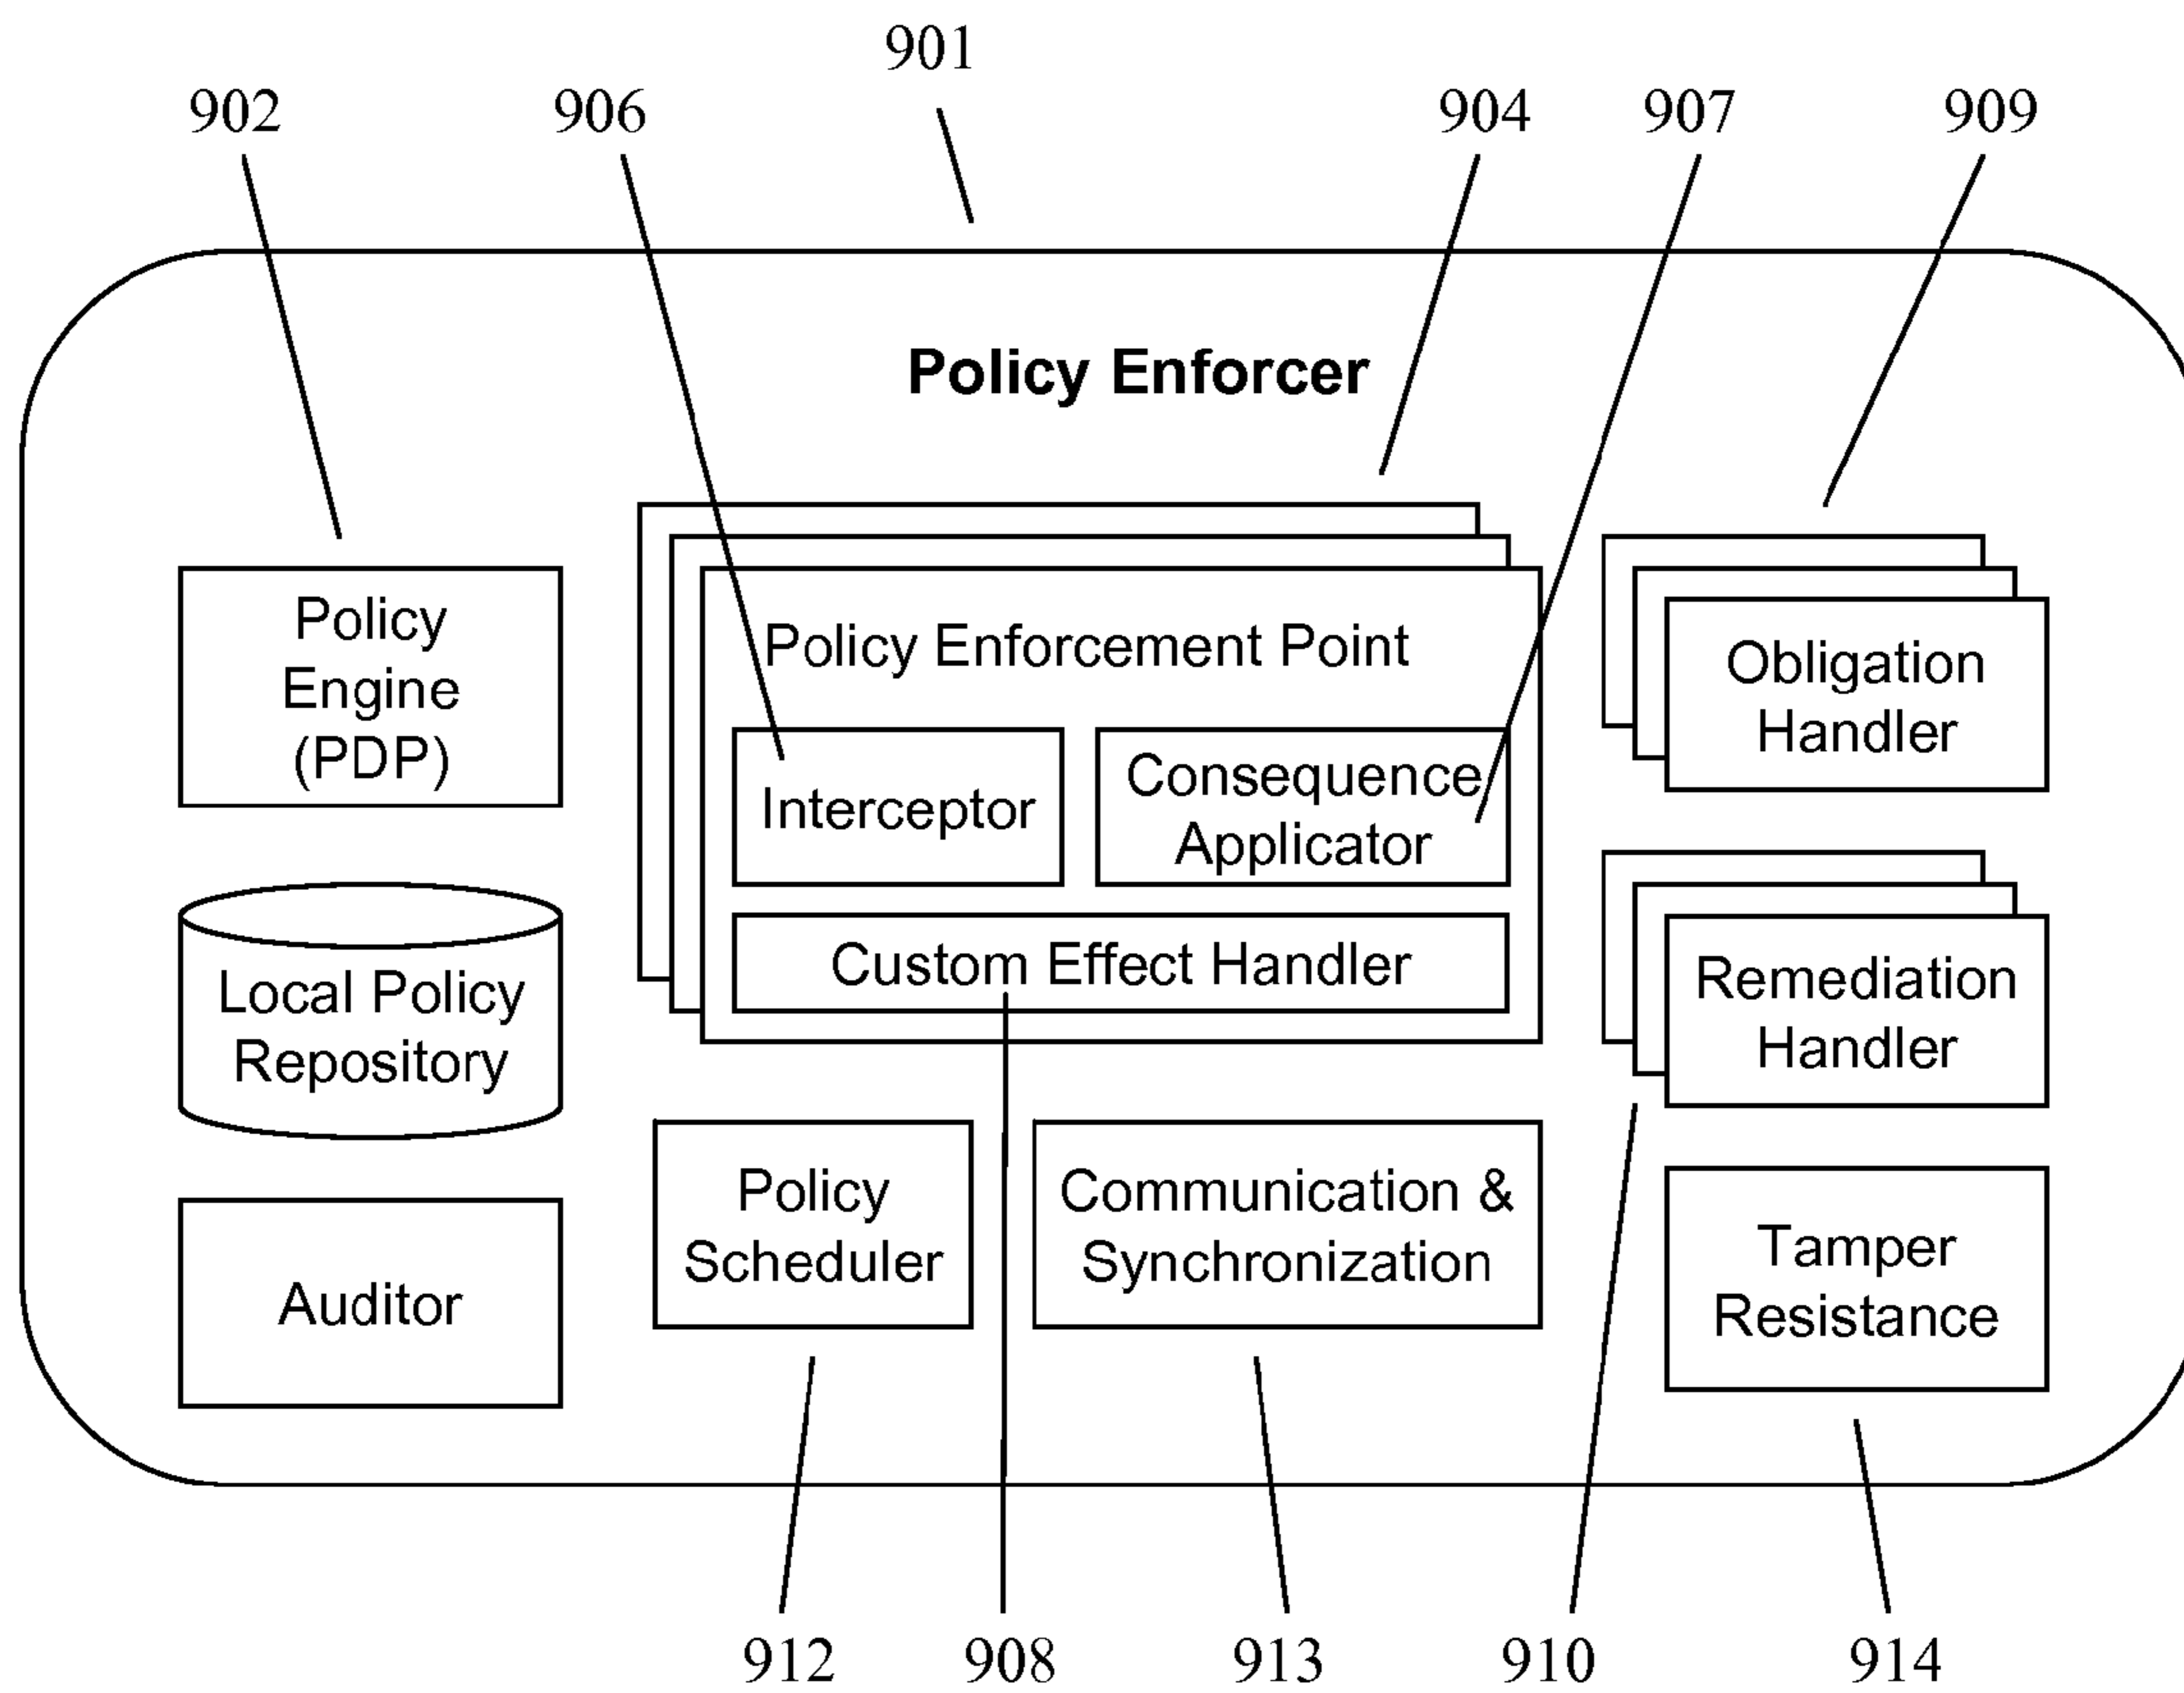 901
902
906
904
907
909
Policy Enforcer
Policy
Engine
(PDP)
Policy Enforcement Point
Interceptor
Consequence
Applicator
Custom Effect Handler
Obligation
Handler
Local Policy
Repository
Remediation
Handler
Auditor
Policy
Scheduler
Communication &
Synchronization
Tamper
Resistance
912
908
913
910
914